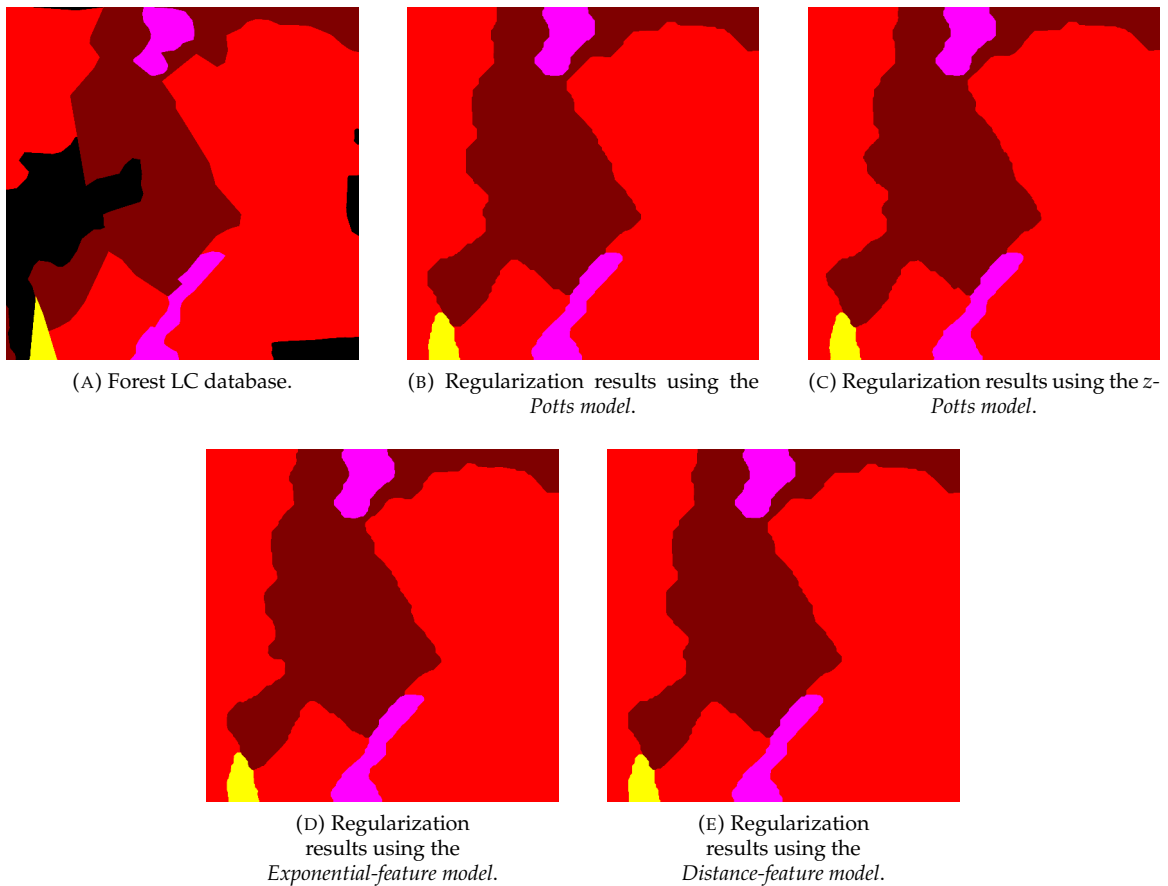 (A) Forest LC database.
(B) Regularization results using the
Potts model.
(C) Regularization results using the z-
Potts model.
(D) Regularization
results using the
Exponential-feature model.
(E) Regularization
results using the
Distance-feature model.